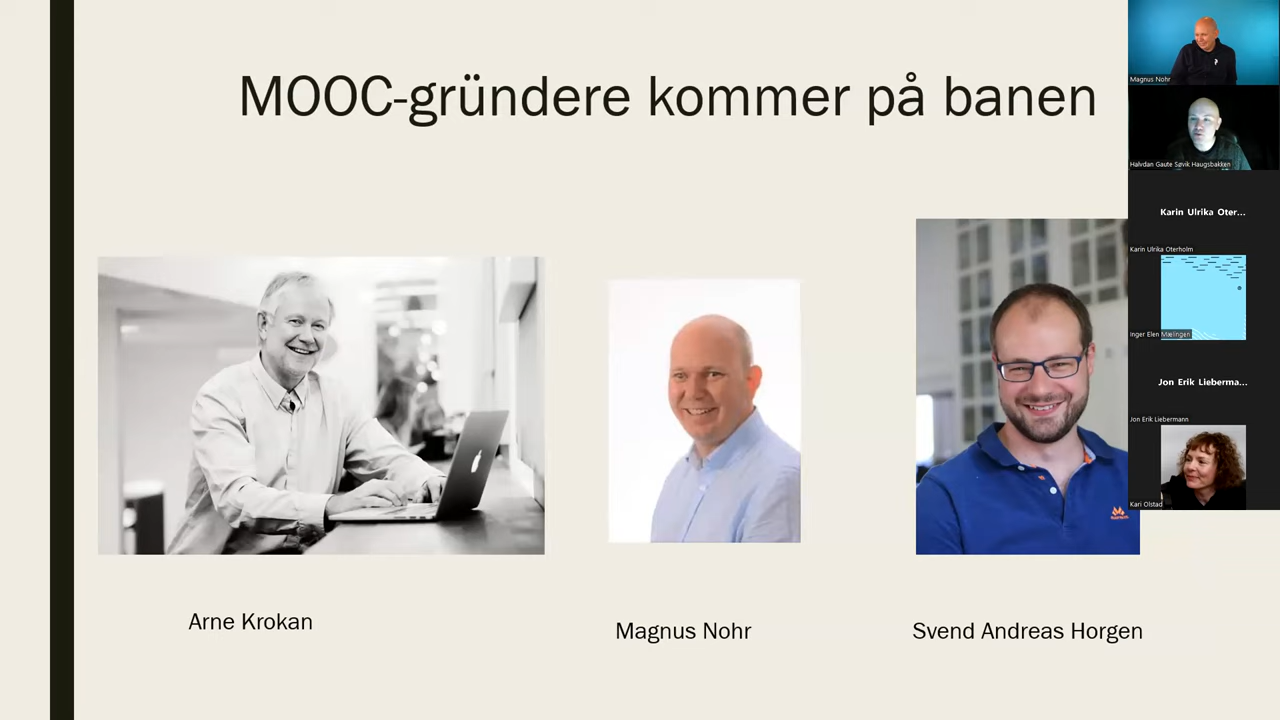 MOOC-gründere kommer på banen
Arne Krokan
Magnus Nohr
Svend Andreas Horgen
Magnus Nohr
Halvdan Gaute Søvik Haugsbakken
Karin Ulrika Oter...
Karin Ulrika Oterholm
Inger Elen Mælingen
Jon Erik Lieberma...
Jon Erik Liebermann
Kari Olstad